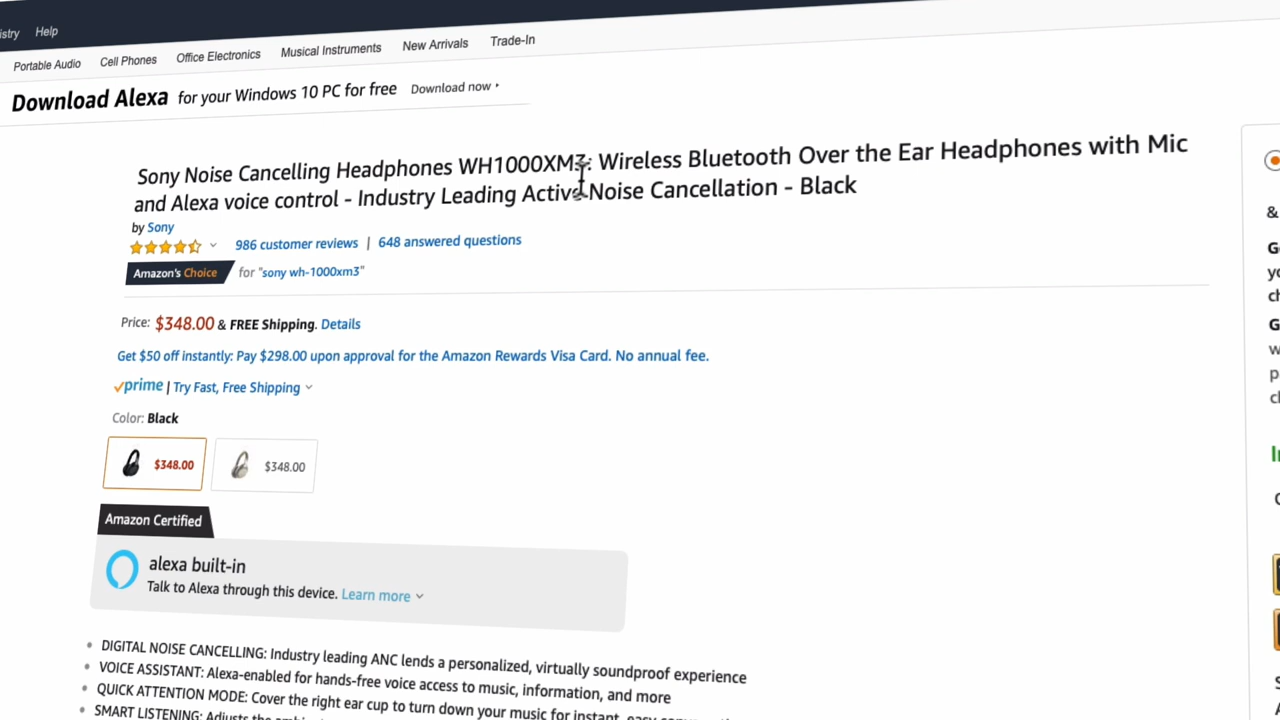 Help
Portable Audio Cell Phones Office Electronics Musical Instruments New Arrivals Trade-In
Download Alexa for your Windows 10 PC for free Download now
Sony Noise Cancelling Headphones WH1000XM3: Wireless Bluetooth Over the Ear Headphones with Mic
and Alexa voice control - Industry Leading Active Noise Cancellation - Black
by Sony
986 customer reviews | 648 answered questions
Amazon's Choice for "sony wh-1000xm3"
Price: $348.00 & FREE Shipping. Details
Get $50 off instantly: Pay $298.00 upon approval for the Amazon Rewards Visa Card. No annual fee.
prime | Try Fast, Free Shipping
Color: Black
$348.00 $348.00
Amazon Certified
alexa built-in
Talk to Alexa through this device. Learn more
• DIGITAL NOISE CANCELLING: Industry leading ANC lends a personalized, virtually soundproof experience
• VOICE ASSISTANT: Alexa-enabled for hands-free voice access to music, information, and more
• QUICK ATTENTION MODE: Cover the right ear cup to turn down your music for instant, easy
• SMART LISTENING: Adjusts the
&